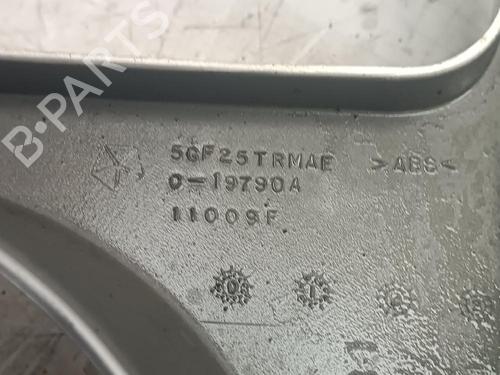 B-PARTS
5GF25TRMAE >ABS<
0-19790A
11009F